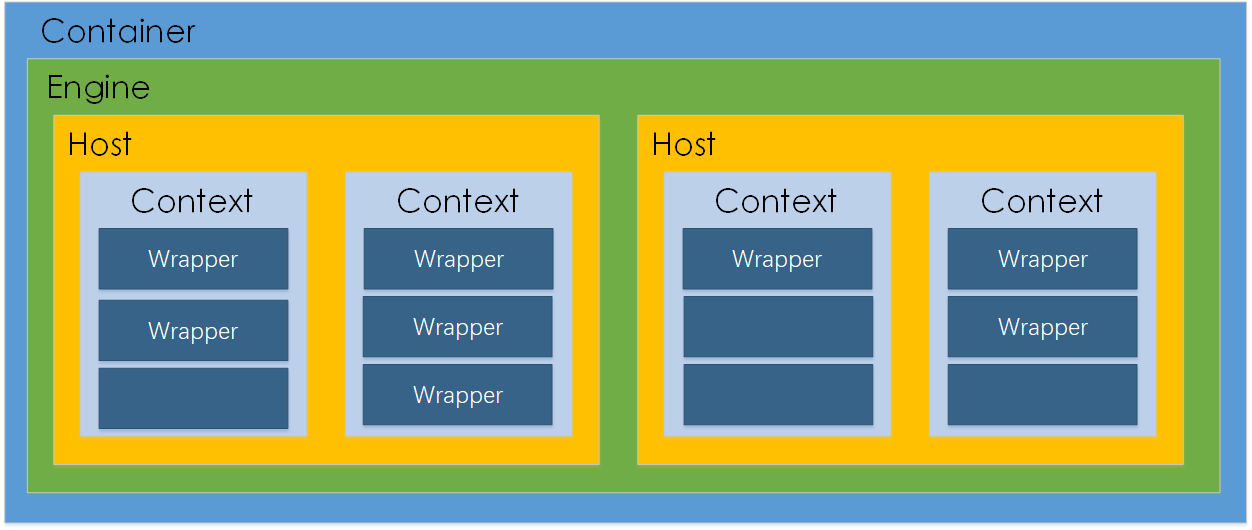 Container
Engine
Host
Context
Wrapper
Wrapper
Context
Wrapper
Wrapper
Wrapper
Host
Context
Wrapper
Context
Wrapper
Wrapper